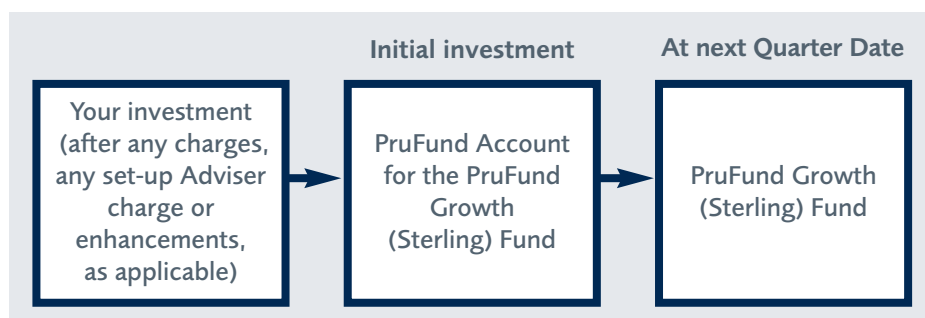 Initial investment
At next Quarter Date
Your investment
(after any charges,
any set-up Adviser
charge or
enhancements,
as applicable)
PruFund Account
for the PruFund
Growth
(Sterling) Fund
PruFund Growth
(Sterling) Fund